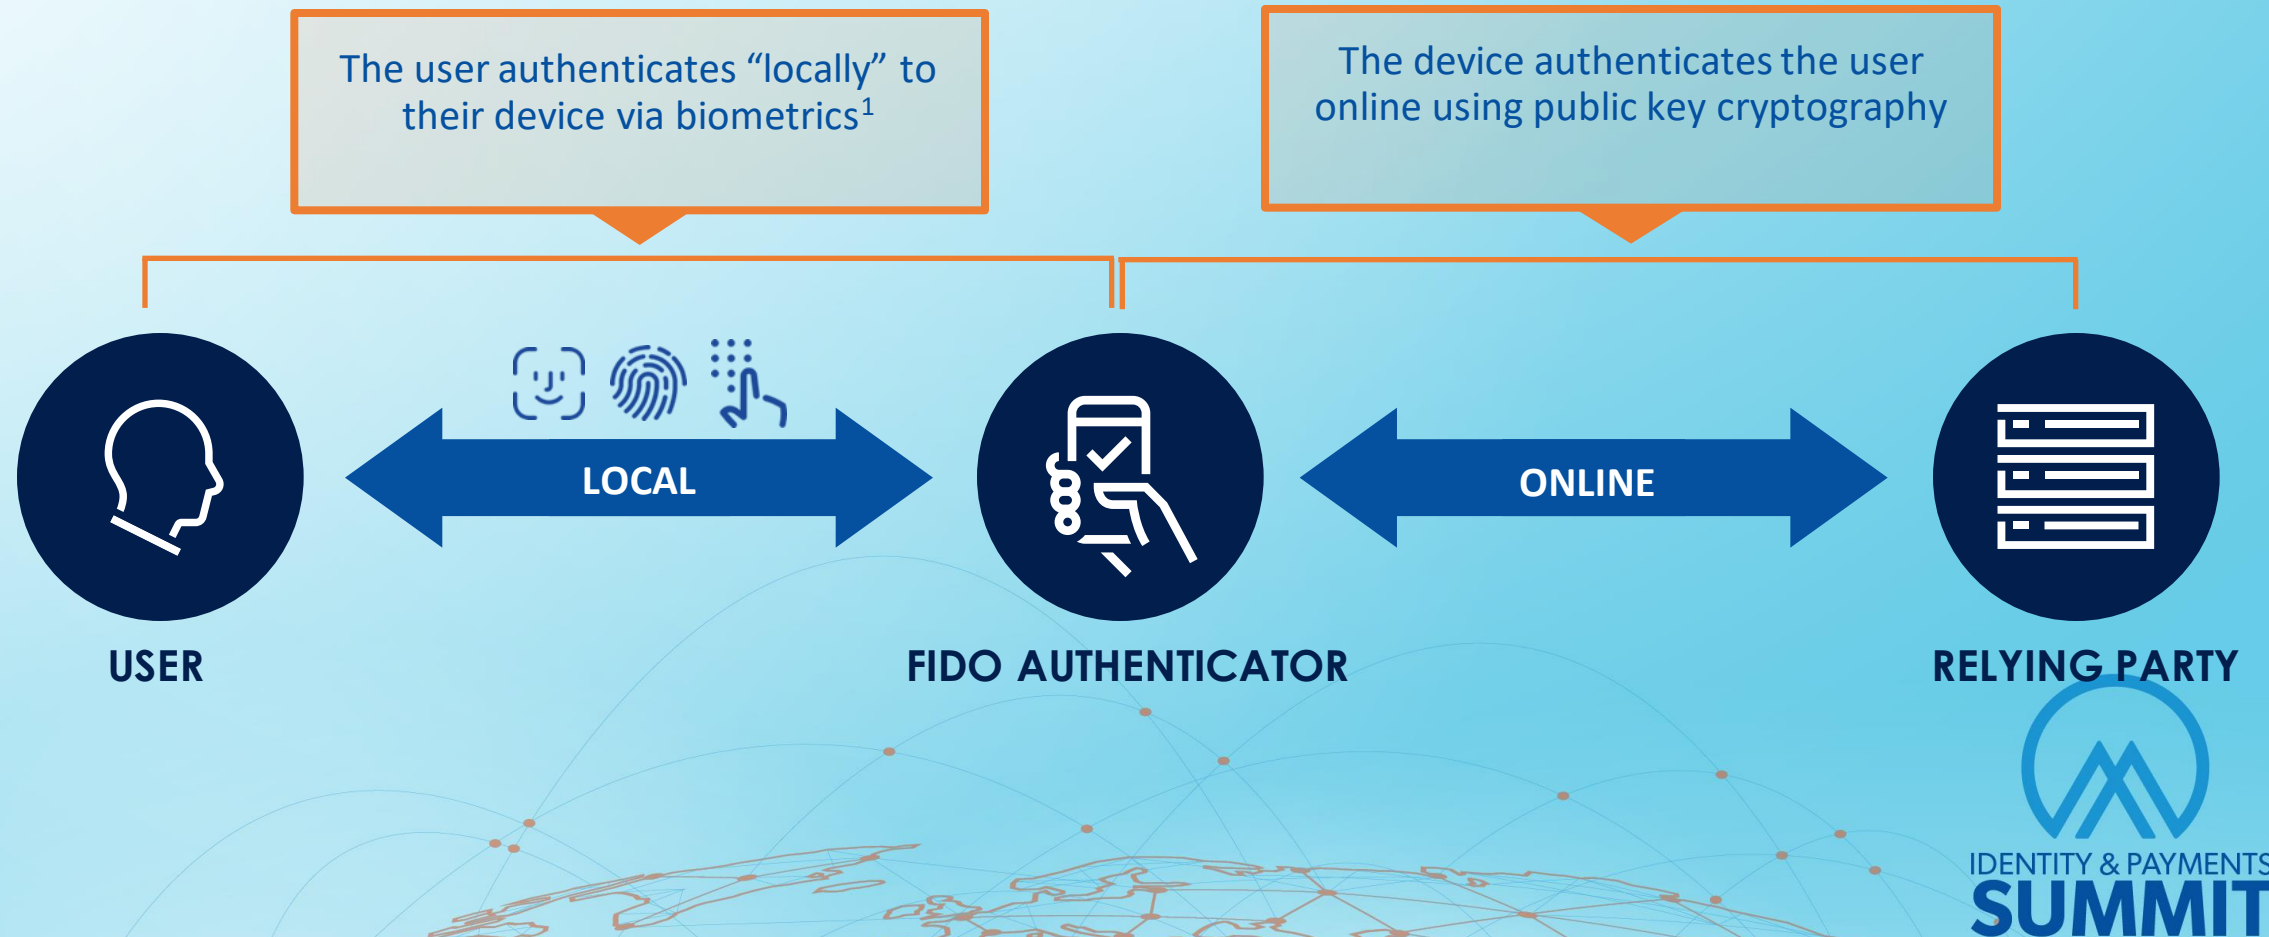 The user authenticates “locally” to
their device via biometrics¹
The device authenticates the user
online using public key cryptography
LOCAL
ONLINE
USER
FIDO AUTHENTICATOR
RELYING PARTY
IDENTITY & PAYMENTS
SUMMIT